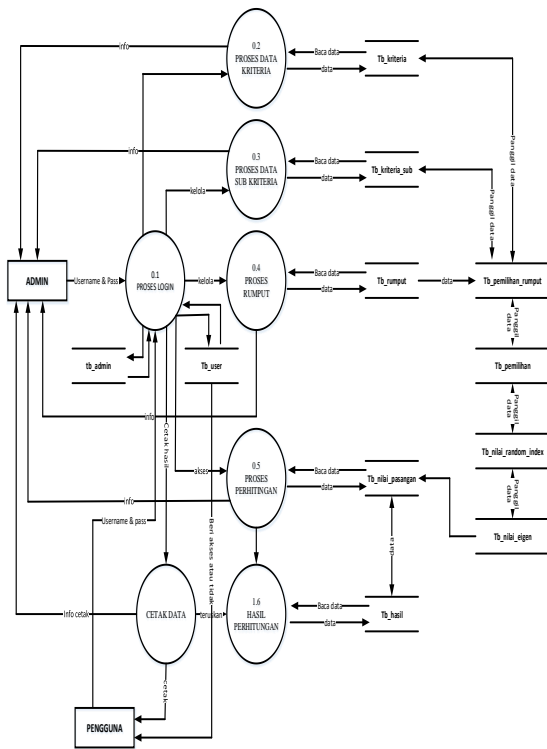 0.2
PROSES DATA
KRITERIA
info
Baca data
data
Tb_kriteria
Panggil data
0.3
PROSES DATA
SUB KRITERIA
info
kelola
Baca data
data
Tb_kriteria_sub
Panggil data
ADMIN
Username & Pass
0.1
PROSES LOGIN
kelola
0.4
PROSES
RUMPUT
Baca data
data
Tb_rumput
data
Tb_pemilihan_rumput
Panggil
data
tb_admin
Tb_user
Tb_pemilihan
Panggil
data
info
Cetak hasil
akses
0.5
PROSES
PERHITINGAN
Baca data
data
Tb_nilai_pasangan
Tb_nilai_random_index
Panggil
data
Tb_nilai_eigen
info
Username & pass
Beri akses atau tidak
data
Info cetak
CETAK DATA
teruskan
1.6
HASIL
PERHITUNGAN
Baca data
data
Tb_hasil
cetak
PENGGUNA